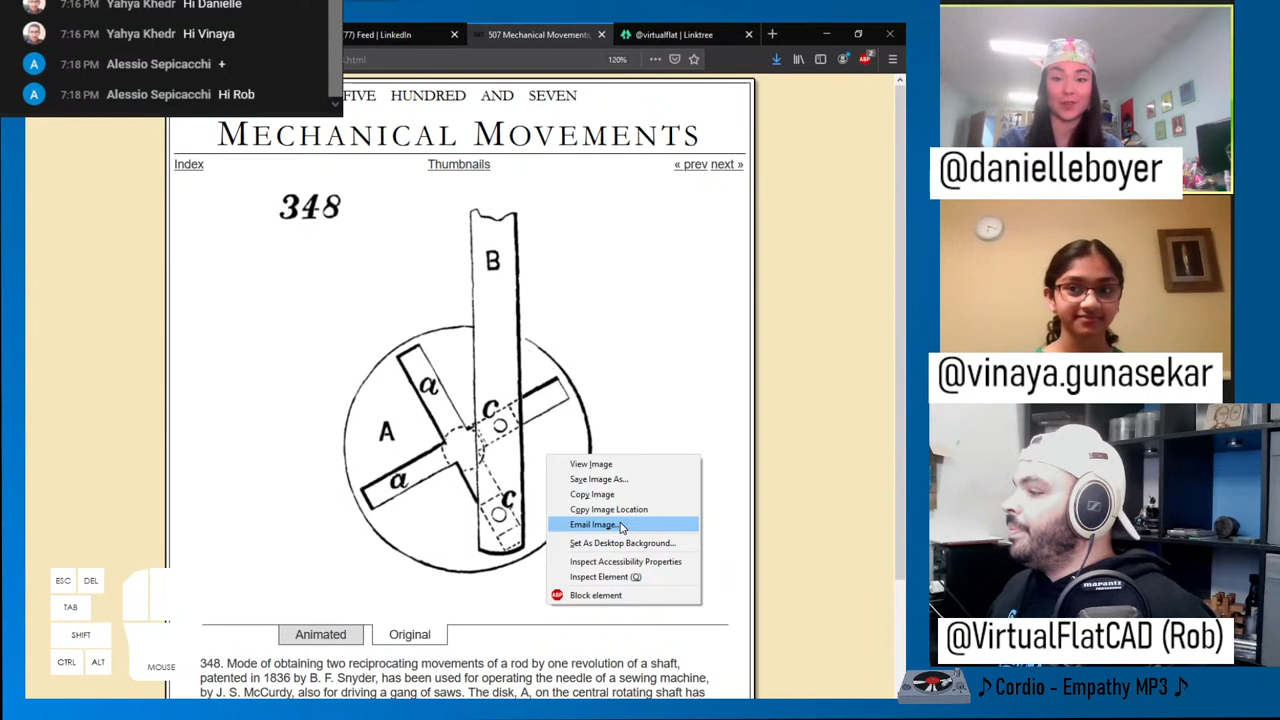 7:16 PM Yahya Khedr Hi Danielle
7:16 PM Yahya Khedr Hi Vinaya
A 7:18 PM Alessio Sepicacchi +
A 7:18 PM Alessio Sepicacchi Hi Rob
77) Feed | LinkedIn
507 Mechanical Movements,
@virtualflat | Linktree
.html
120%
ABP 2
FIVE HUNDRED AND SEVEN
MECHANICAL MOVEMENTS
Index
Thumbnails
« prev next »
348
B
a
c
A
a
c
View Image
Save Image As...
Copy Image
Copy Image Location
Email Image...
Set As Desktop Background...
Inspect Accessibility Properties
Inspect Element (Q)
ABP Block element
Animated
Original
348. Mode of obtaining two reciprocating movements of a rod by one revolution of a shaft,
patented in 1836 by B. F. Snyder, has been used for operating the needle of a sewing machine,
by J. S. McCurdy, also for driving a gang of saws. The disk, A, on the central rotating shaft has
ESC DEL
TAB
SHIFT
CTRL ALT
MOUSE
@danielleboyer
@vinaya.gunasekar
marantz
PROFESSIONAL
@VirtualFlatCAD (Rob)
♪ Cordio - Empathy MP3 ♪